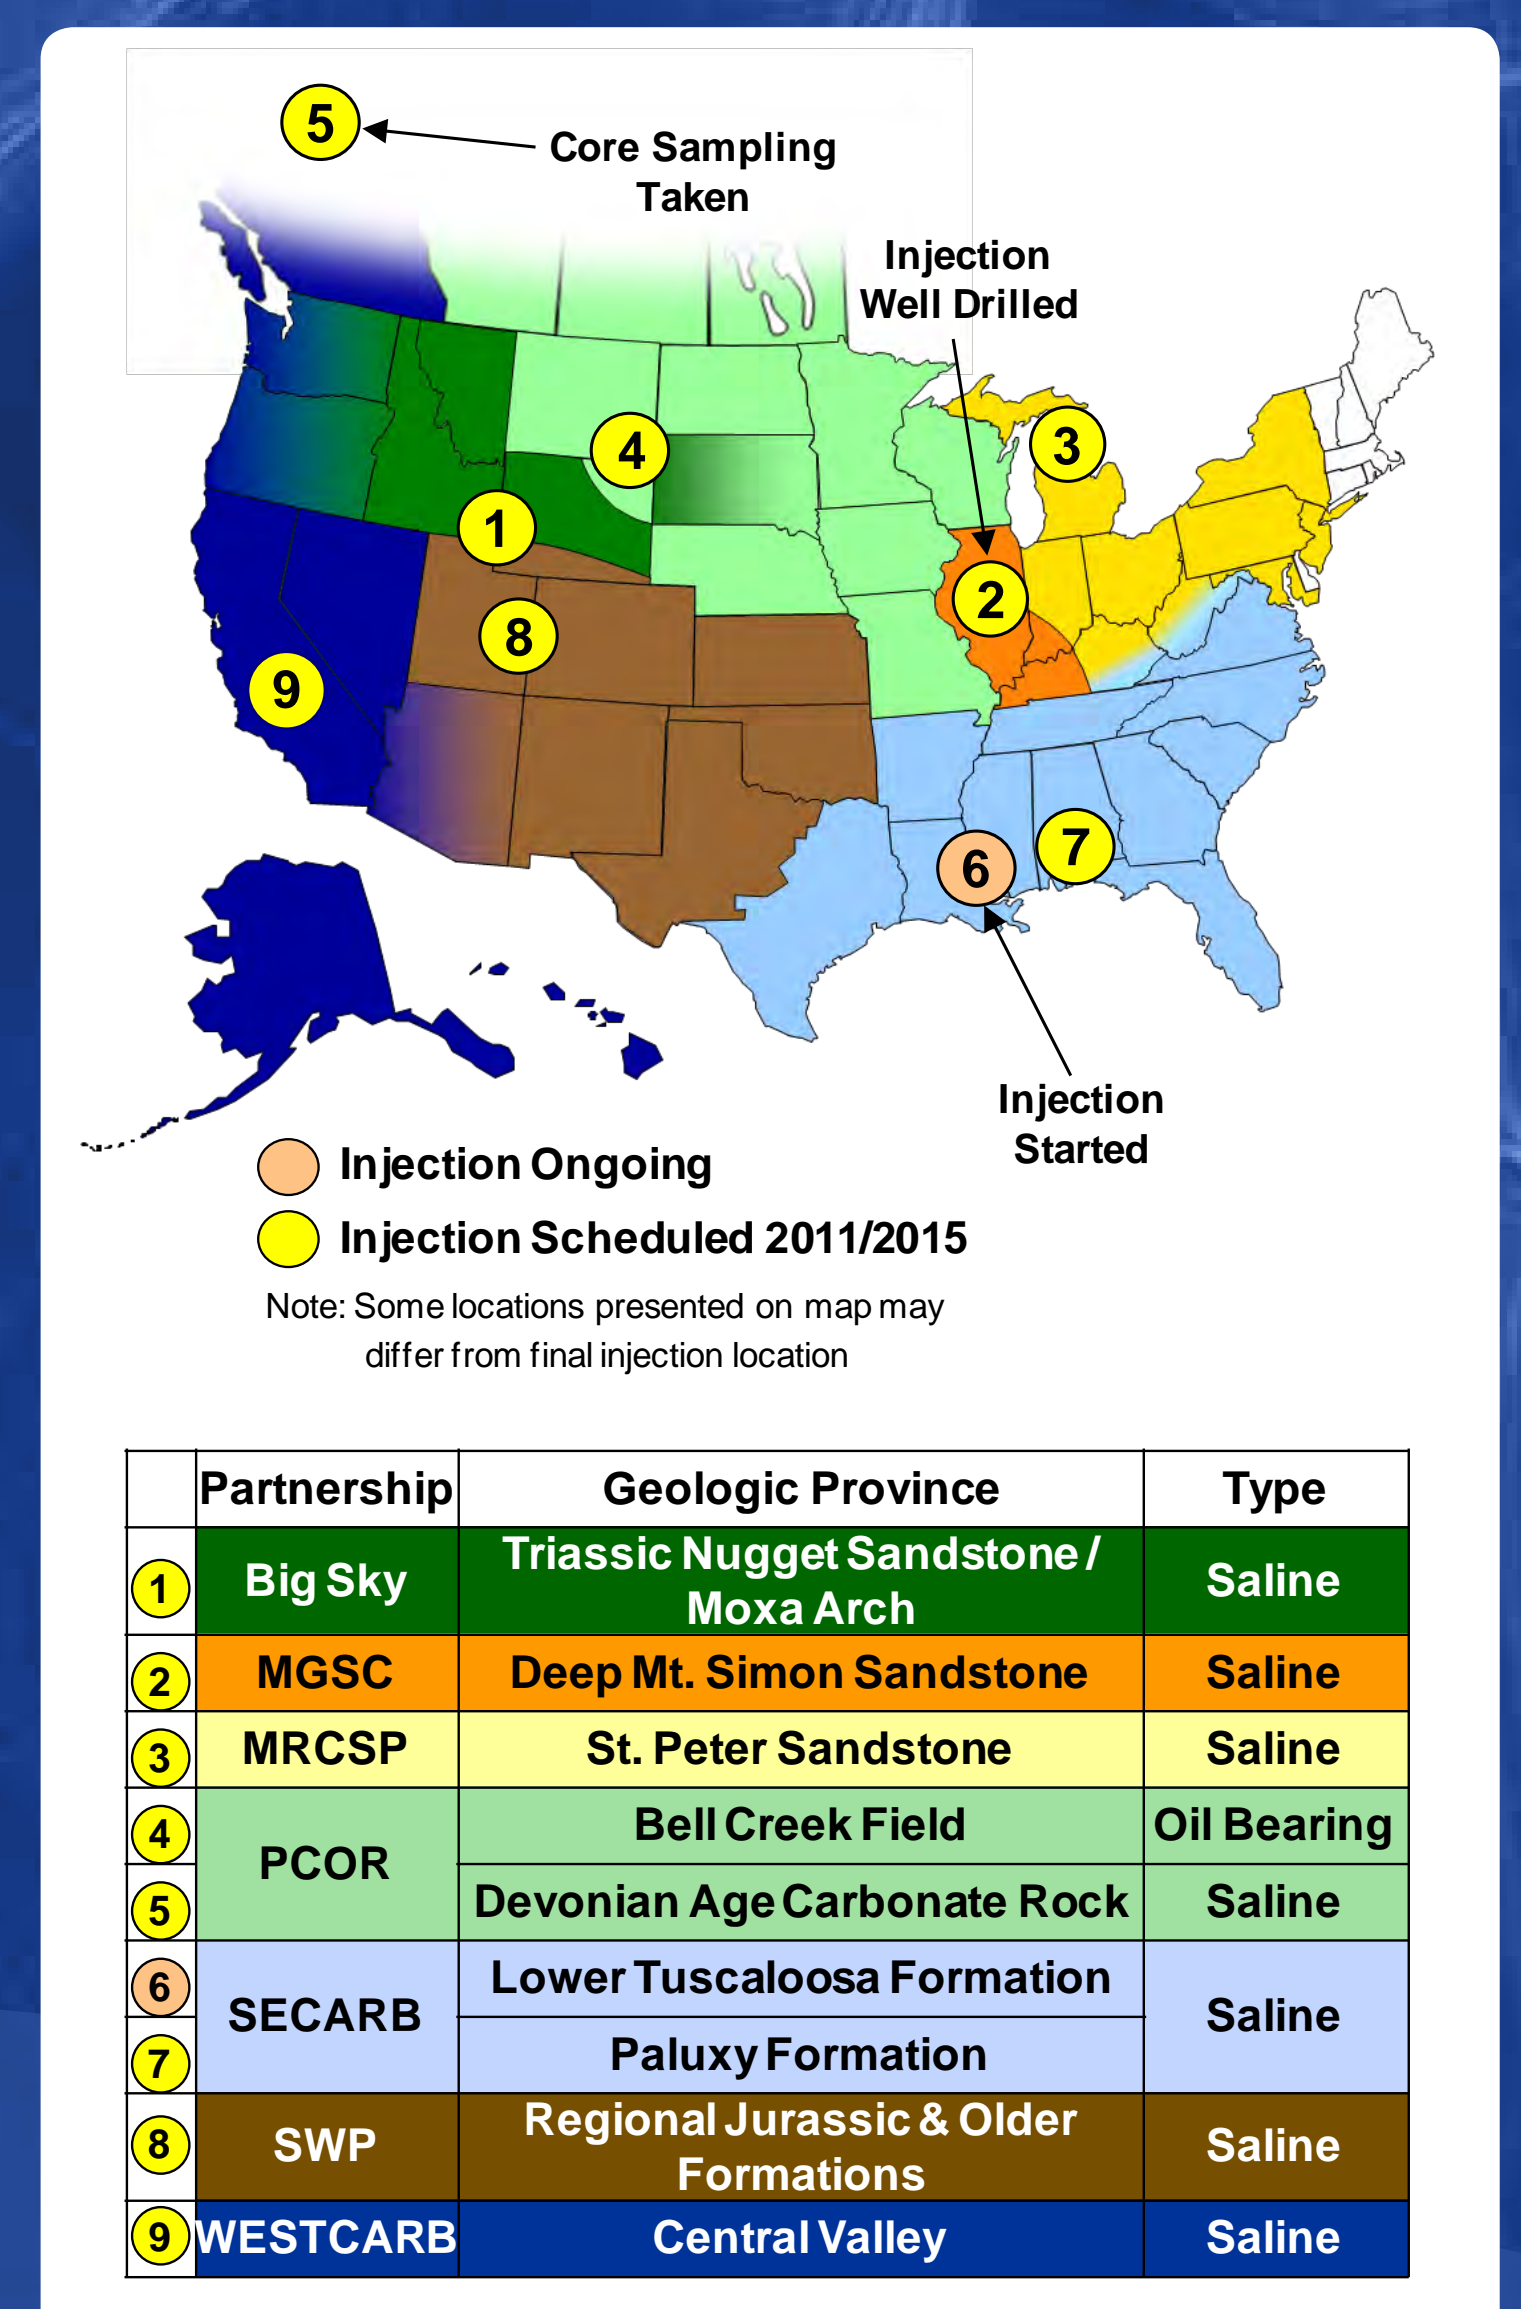 5
Core Sampling
Taken
Injection
Well Drilled
3
4
1
2
8
9
7
6
Injection
Started
Injection Ongoing
Injection Scheduled 2011/2015
Note: Some locations presented on map may
differ from final injection location
Partnership Geologic Province Type
1 Big Sky Triassic Nugget Sandstone / Moxa Arch Saline
2 MGSC Deep Mt. Simon Sandstone Saline
3 MRCSP St. Peter Sandstone Saline
4 PCOR Bell Creek Field Oil Bearing
5 Devonian Age Carbonate Rock Saline
6 SECARB Lower Tuscaloosa Formation Saline
7 Paluxy Formation
8 SWP Regional Jurassic & Older Formations Saline
9 WESTCARB Central Valley Saline